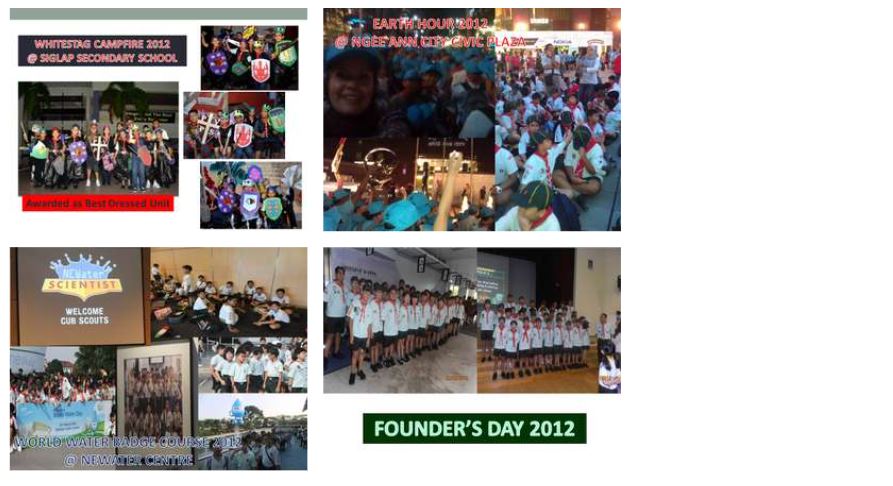 WHITESTAG CAMPFIRE 2012
@ SIGLAP SECONDARY SCHOOL
Awarded as Best Dressed Unit
EARTH HOUR 2012
@ NGEE ANN CITY CIVIC PLAZA
NEWater
SCIENTIST
WELCOME
CUB SCOUTS
WORLD WATER BADGE COURSE 2012
@ NEWATER CENTRE
FOUNDER'S DAY 2012